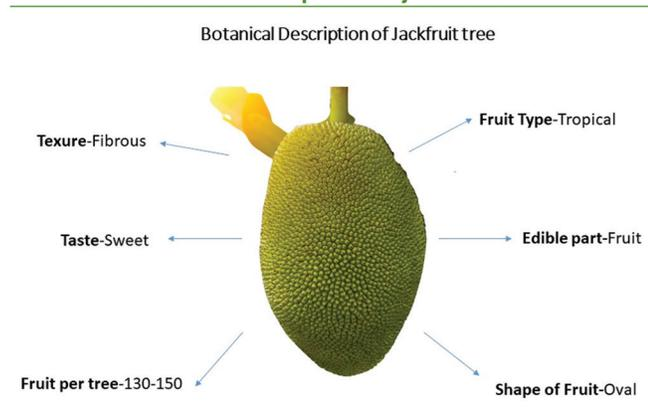 Botanical Description of Jackfruit tree
Fruit Type-Tropical
Texure-Fibrous
Taste-Sweet
Edible part-Fruit
Fruit per tree-130-150
Shape of Fruit-Oval